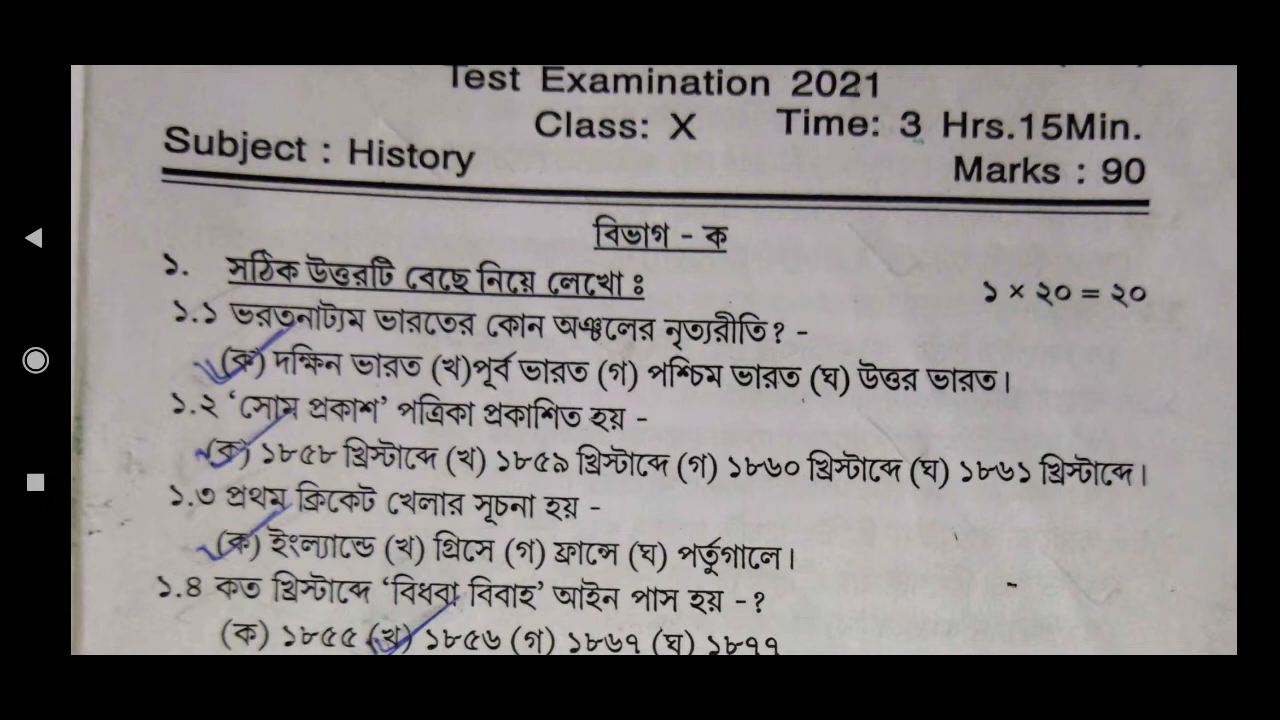 Test Examination 2021
Class: X Time: 3 Hrs.15Min.
Subject : History Marks : 90
বিভাগ - ক
১. সঠিক উত্তরটি বেছে নিয়ে লেখো ঃ ১ × ২০ = ২০
১.১ ভরতনাট্যম ভারতের কোন অঞ্চলের নৃত্যরীতি? -
(ক) দক্ষিন ভারত (খ)পূর্ব ভারত (গ) পশ্চিম ভারত (ঘ) উত্তর ভারত।
১.২ ‘সোম প্রকাশ’ পত্রিকা প্রকাশিত হয় -
(ক) ১৮৫৮ খ্রিস্টাব্দে (খ) ১৮৫৯ খ্রিস্টাব্দে (গ) ১৮৬০ খ্রিস্টাব্দে (ঘ) ১৮৬১ খ্রিস্টাব্দে।
১.৩ প্রথম ক্রিকেট খেলার সূচনা হয় -
(ক) ইংল্যান্ডে (খ) গ্রিসে (গ) ফ্রান্সে (ঘ) পর্তুগালে।
১.৪ কত খ্রিস্টাব্দে ‘বিধবা বিবাহ’ আইন পাস হয় -?
(ক) ১৮৫৫ (খ) ১৮৫৬ (গ) ১৮৬৭ (ঘ) ১৮৭৭